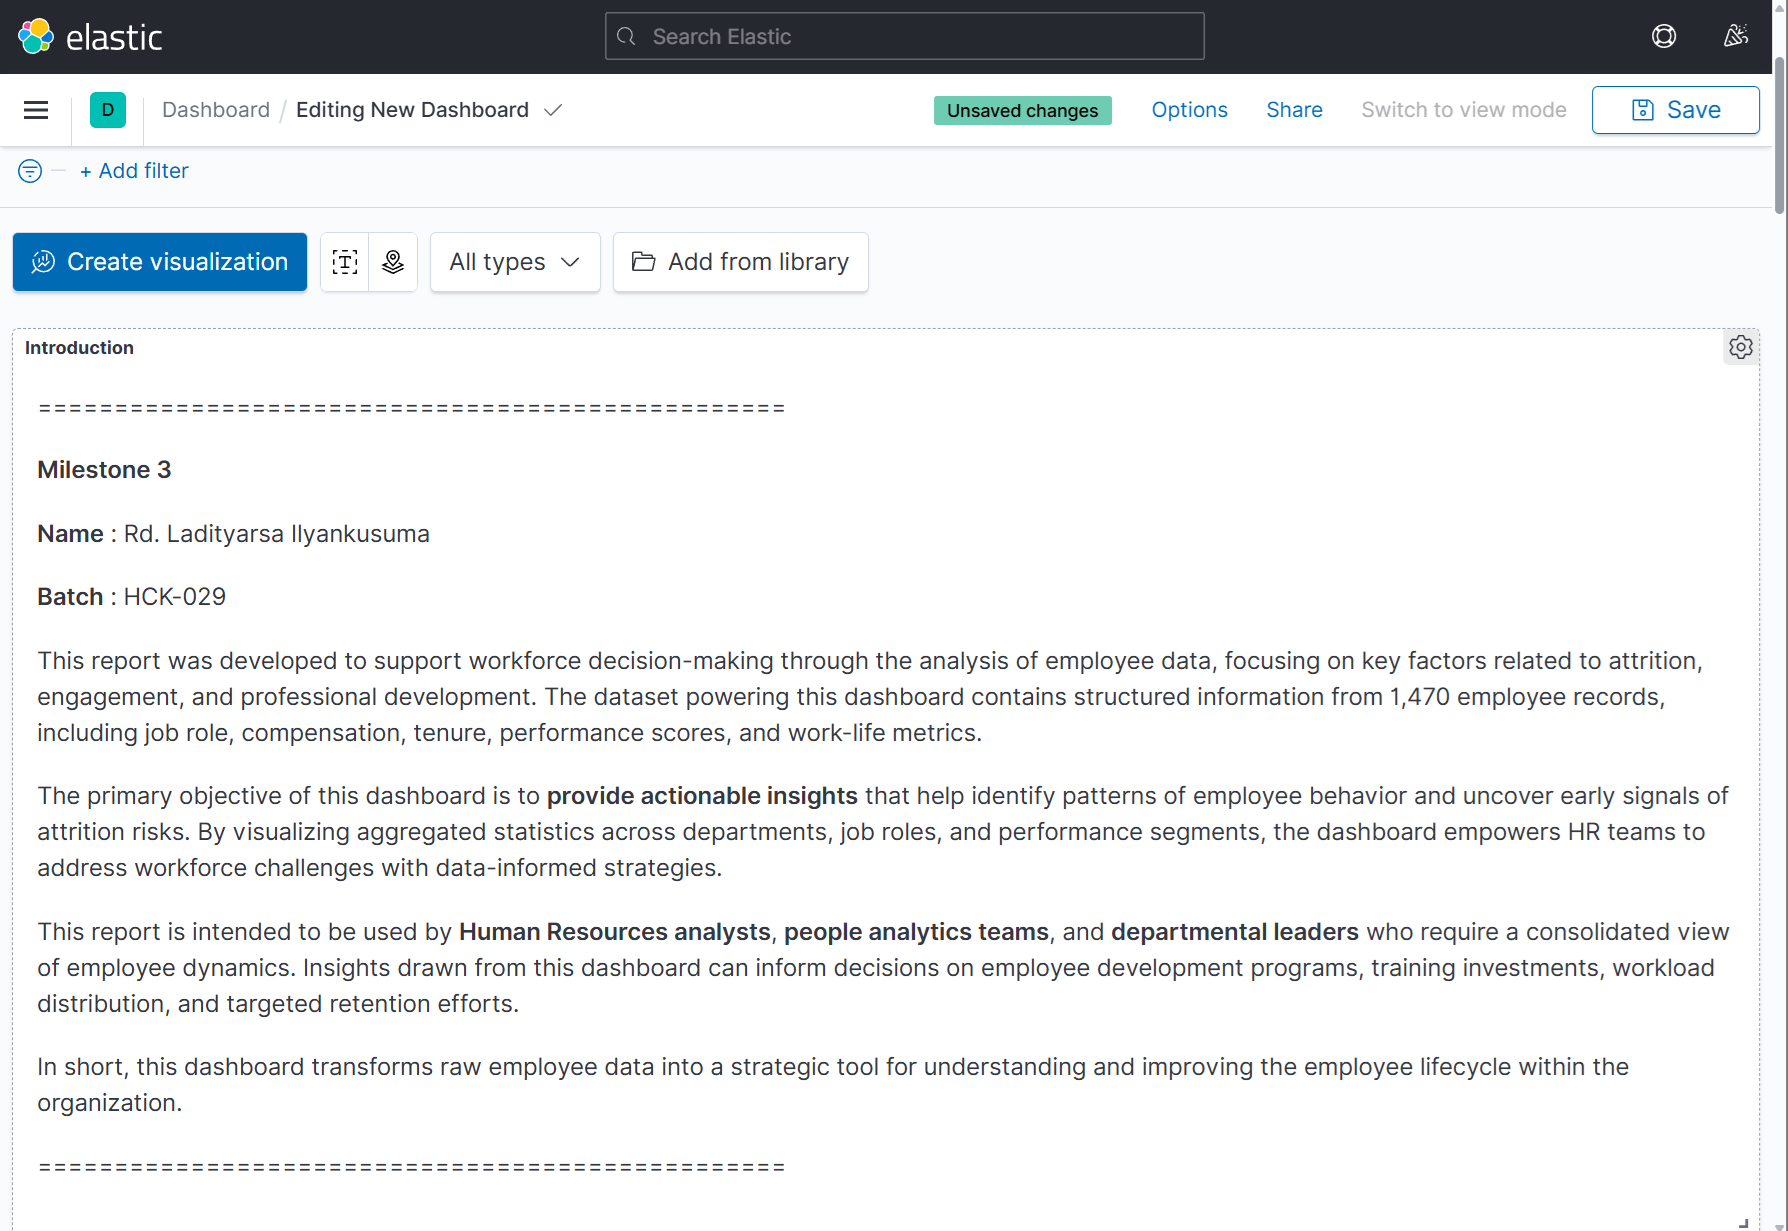 elastic
Search Elastic
D
Dashboard / Editing New Dashboard
Unsaved changes
Options
Share
Switch to view mode
Save
+ Add filter
Create visualization
All types
Add from library
Introduction
=================================================
Milestone 3
Name : Rd. Ladityarsa Ilyankusuma
Batch : HCK-029
This report was developed to support workforce decision-making through the analysis of employee data, focusing on key factors related to attrition,
engagement, and professional development. The dataset powering this dashboard contains structured information from 1,470 employee records,
including job role, compensation, tenure, performance scores, and work-life metrics.
The primary objective of this dashboard is to provide actionable insights that help identify patterns of employee behavior and uncover early signals of
attrition risks. By visualizing aggregated statistics across departments, job roles, and performance segments, the dashboard empowers HR teams to
address workforce challenges with data-informed strategies.
This report is intended to be used by Human Resources analysts, people analytics teams, and departmental leaders who require a consolidated view
of employee dynamics. Insights drawn from this dashboard can inform decisions on employee development programs, training investments, workload
distribution, and targeted retention efforts.
In short, this dashboard transforms raw employee data into a strategic tool for understanding and improving the employee lifecycle within the
organization.
=================================================